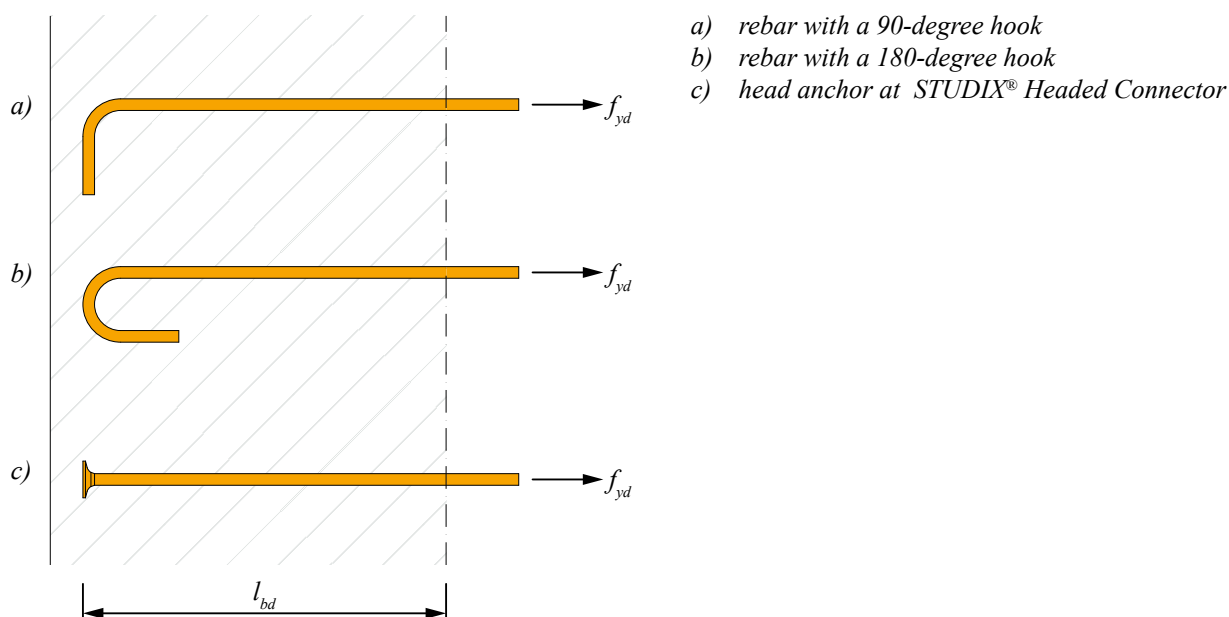 a) rebar with a 90-degree hook
b) rebar with a 180-degree hook
c) head anchor at STUDIX® Headed Connector
a)
f_yd
b)
f_yd
c)
f_yd
l_bd